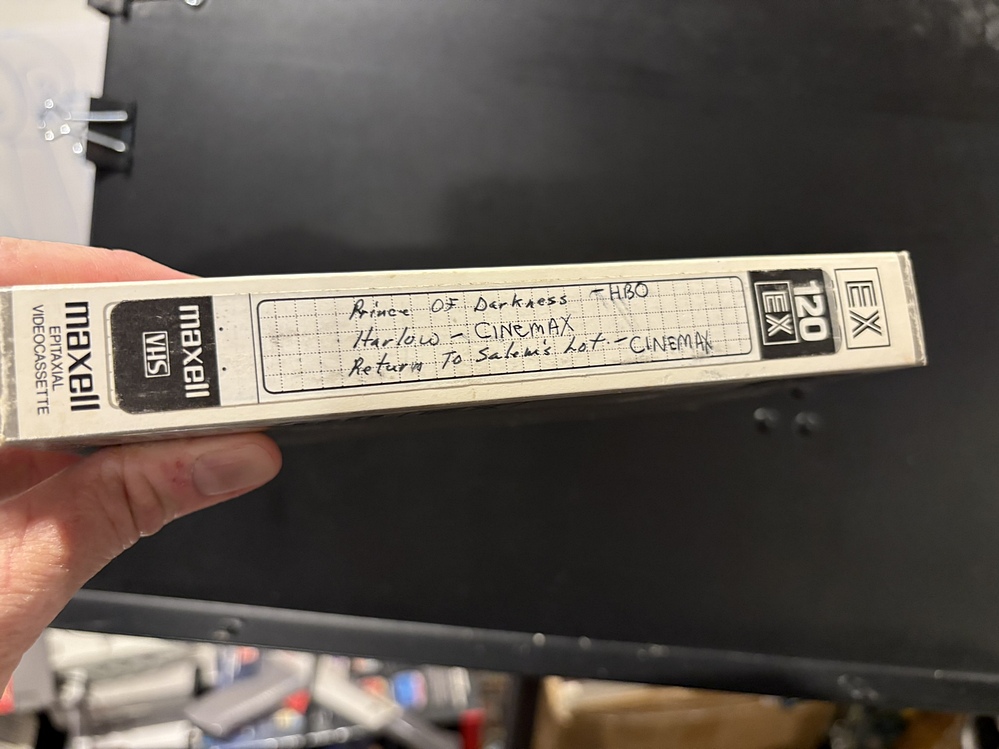 maxell
EPITAXIAL
VIDEOCASSETTE
maxell
VHS
Prince OF Darkness - HBO
Harlow - CINEMAX
Return To Salem's Lot. - CINEMAX
120
EX
EX